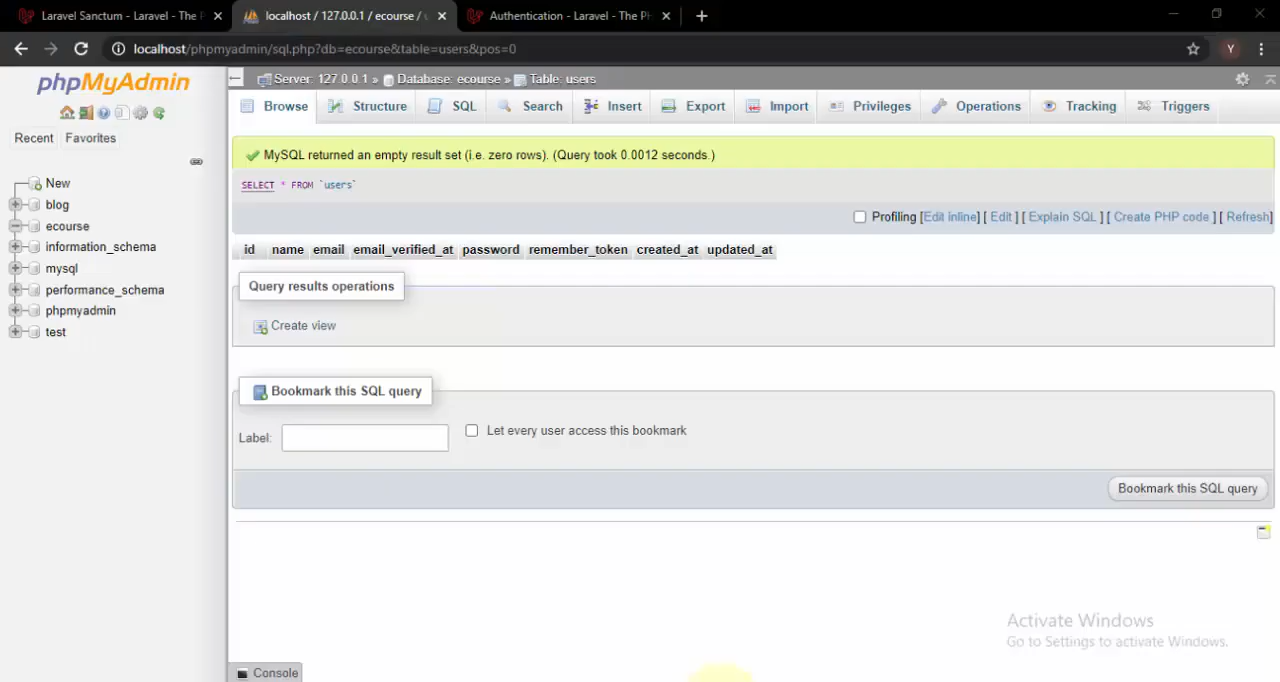 Laravel Sanctum - Laravel - The P
localhost / 127.0.0.1 / ecourse / u
Authentication - Laravel - The PH
localhost/phpmyadmin/sql.php?db=ecourse&table=users&pos=0
Y
phpMyAdmin
Recent Favorites
New
blog
ecourse
information_schema
mysql
performance_schema
phpmyadmin
test
Server: 127.0.0.1 » Database: ecourse » Table: users
Browse Structure SQL Search Insert Export Import Privileges Operations Tracking Triggers
MySQL returned an empty result set (i.e. zero rows). (Query took 0.0012 seconds.)
SELECT * FROM `users`
Profiling [Edit inline] [ Edit ] [ Explain SQL ] [ Create PHP code ] [ Refresh]
id name email email_verified_at password remember_token created_at updated_at
Query results operations
Create view
Bookmark this SQL query
Label: Let every user access this bookmark
Bookmark this SQL query
Activate Windows
Go to Settings to activate Windows.
Console